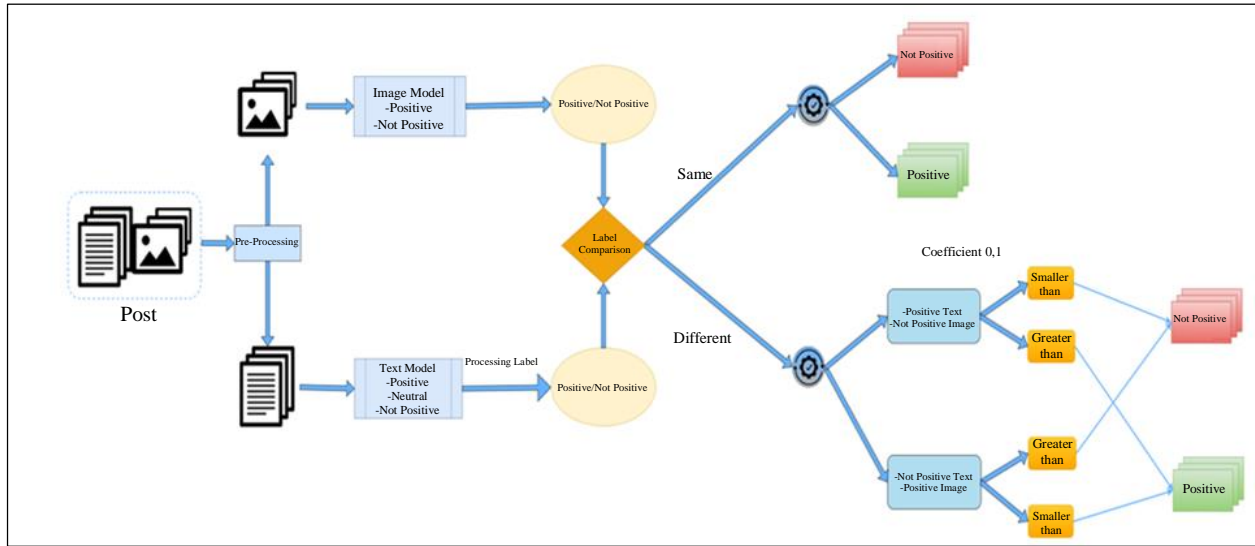 Post
Pre-Processing
Image Model
-Positive
-Not Positive
Positive/Not Positive
Text Model
-Positive
-Neutral
-Not Positive
Processing Label
Positive/Not Positive
Label
Comparison
Same
Different
Not Positive
Positive
Coefficient 0,1
-Positive Text
-Not Positive Image
Smaller
than
Greater
than
-Not Positive Text
-Positive Image
Greater
than
Smaller
than
Not Positive
Positive